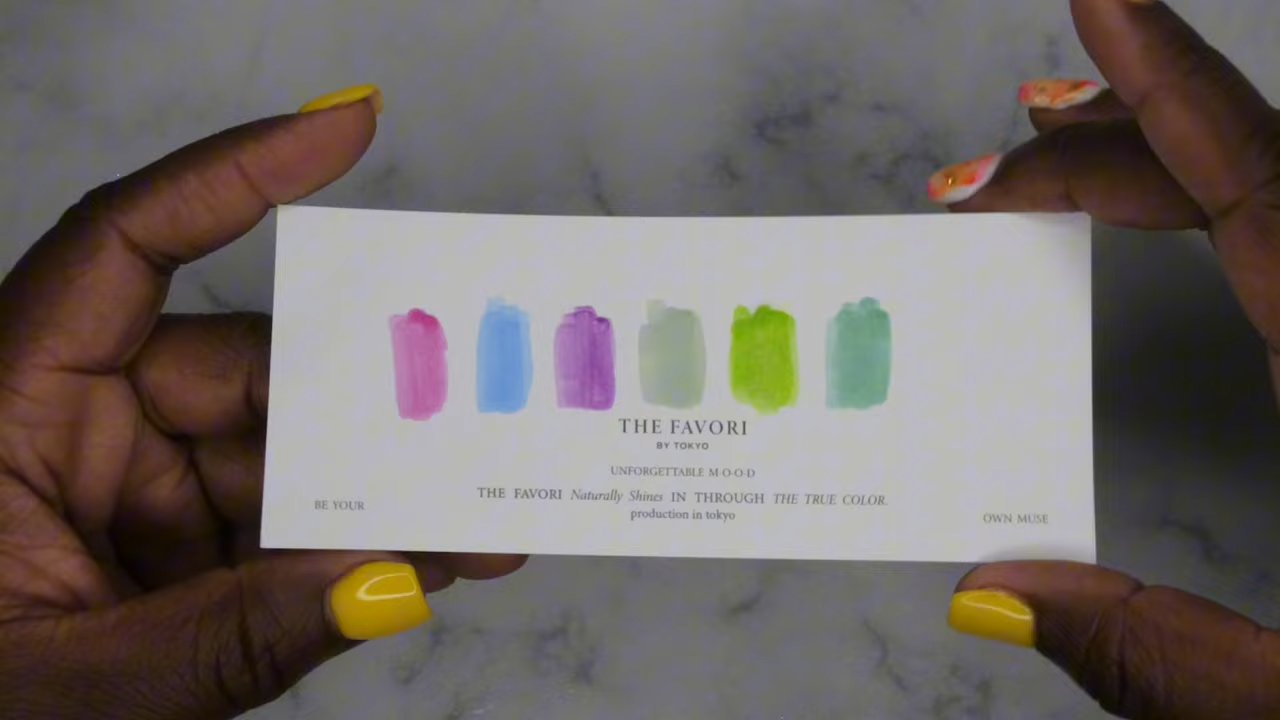 THE FAVORI
BY TOKYO
UNFORGETTABLE M·O·O·D
THE FAVORI Naturally Shines IN THROUGH THE TRUE COLOR.
production in tokyo
BE YOUR
OWN MUSE